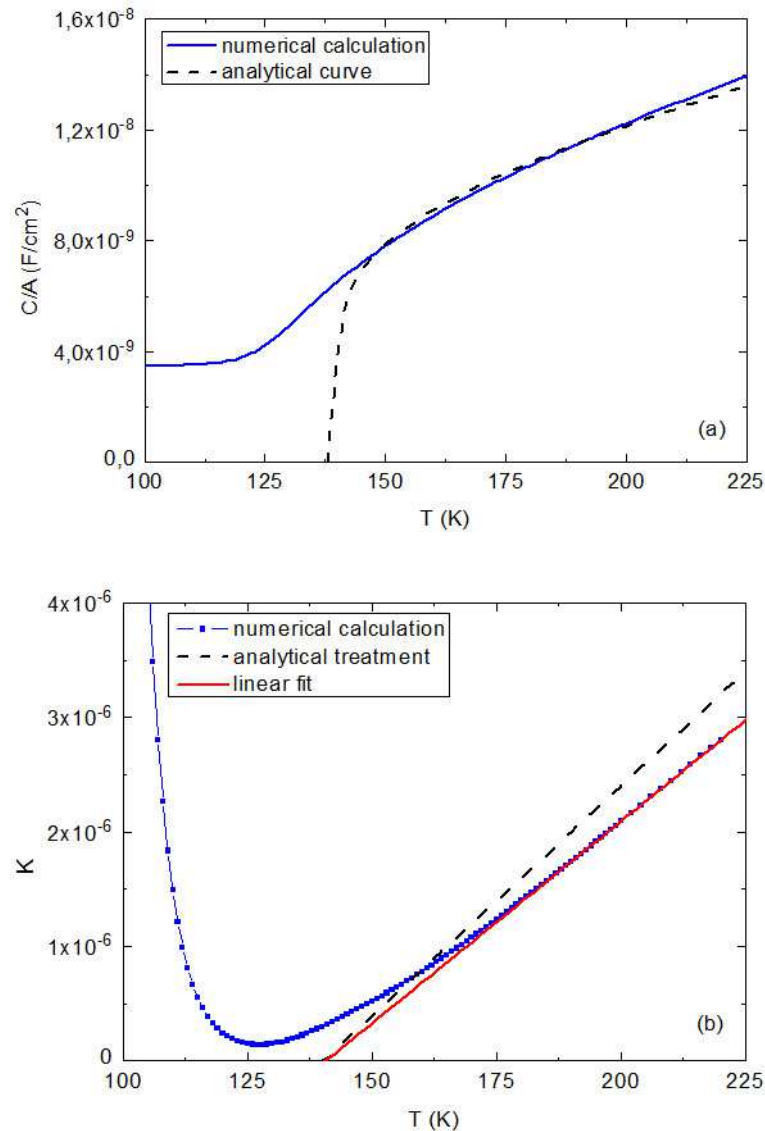 1,6x10⁻⁸
numerical calculation
analytical curve
1,2x10⁻⁸
8,0x10⁻⁹
4,0x10⁻⁹
0,0
C/A (F/cm²)
(a)
100 125 150 175 200 225
T (K)
4x10⁻⁶
numerical calculation
analytical treatment
linear fit
3x10⁻⁶
2x10⁻⁶
1x10⁻⁶
0
K
(b)
100 125 150 175 200 225
T (K)